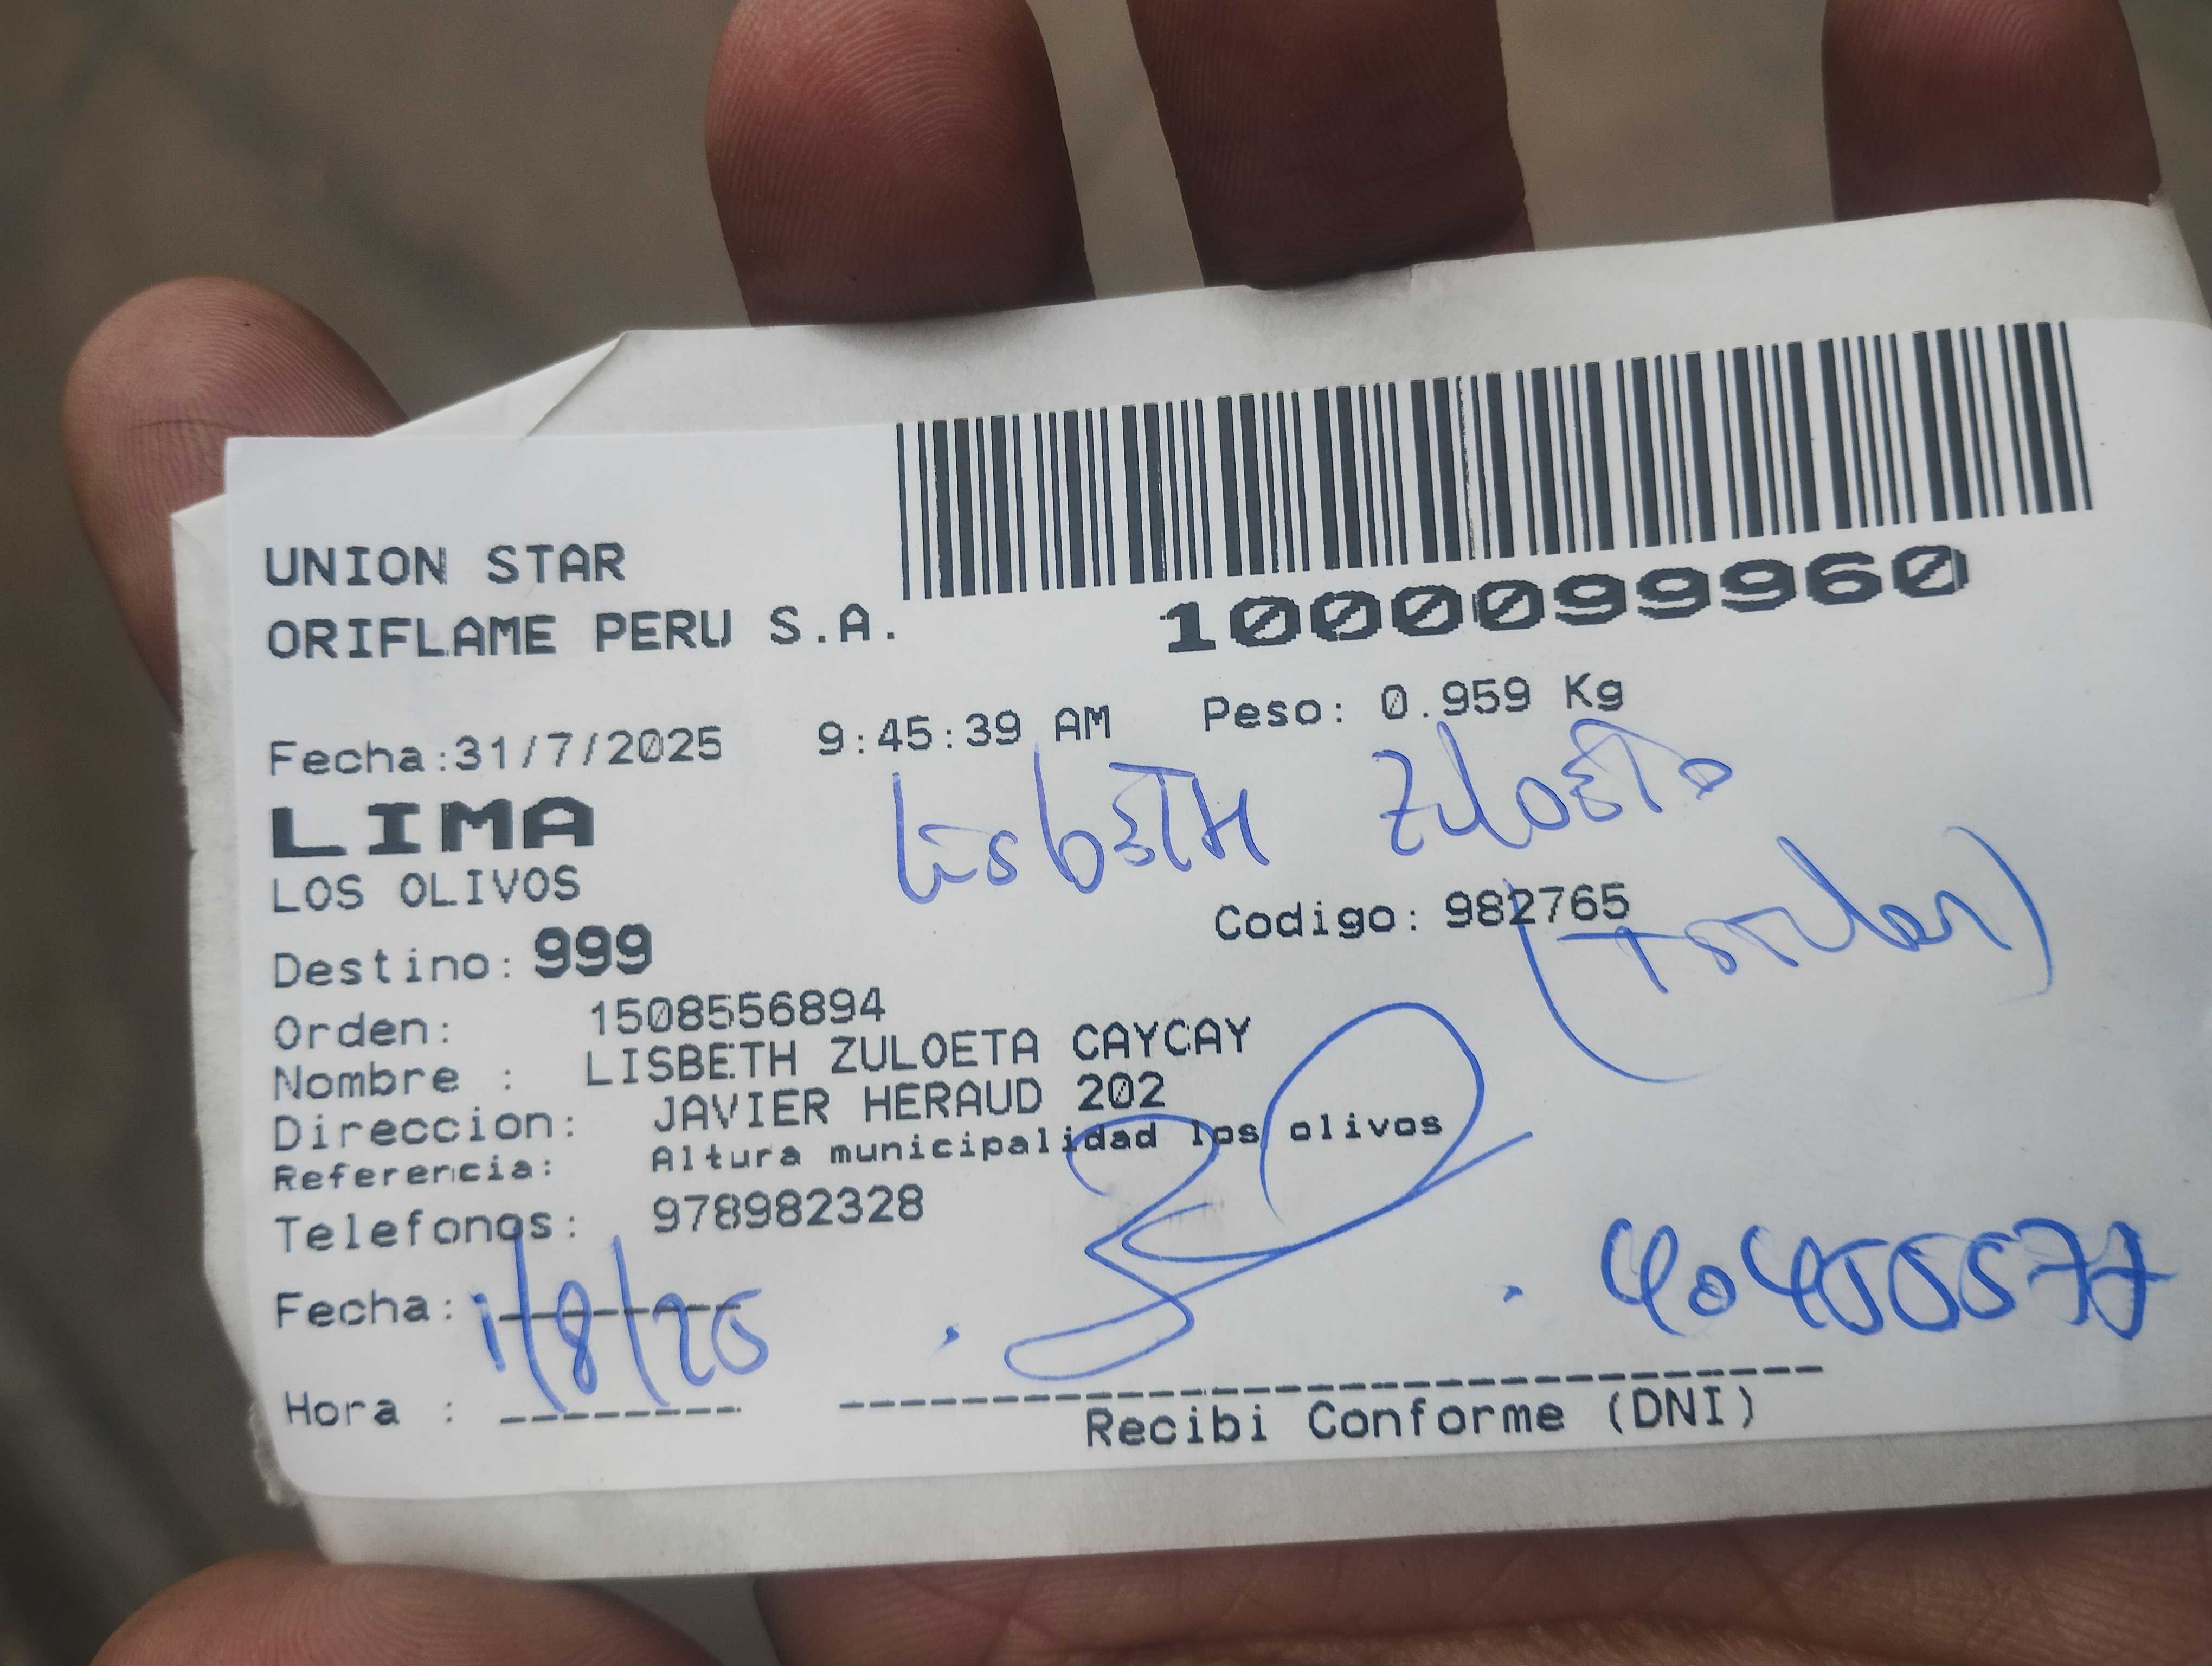 UNION STAR
ORIFLAME PERU S.A.
1000099960
Fecha:31/7/2025 9:45:39 AM Peso: 0.959 Kg
LIMA
LisbETH ZuloETA
LOS OLIVOS
Codigo: 982765
Destino: 999
(Titular)
Orden: 1508556894
Nombre : LISBETH ZULOETA CAYCAY
Direccion: JAVIER HERAUD 202
Referencia: Altura municipalidad los olivos
Telefonos: 978982328
Fecha: 1/8/25
40455577
Hora :
Recibi Conforme (DNI)